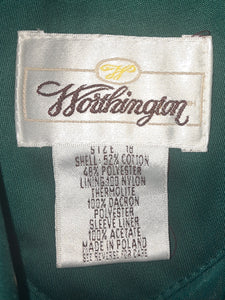 W
Worthington
SIZE 18
SHELL: 52% COTTON
48% POLYESTER
LINING:100 NYLON
THERMOLITE
100% DACRON
POLYESTER
SLEEVE LINER
100% ACETATE
MADE IN POLAND
SEE REVERSE FOR CARE